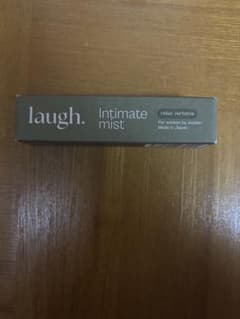 laugh.
Intimate
mist
For women by women
Made in Japan